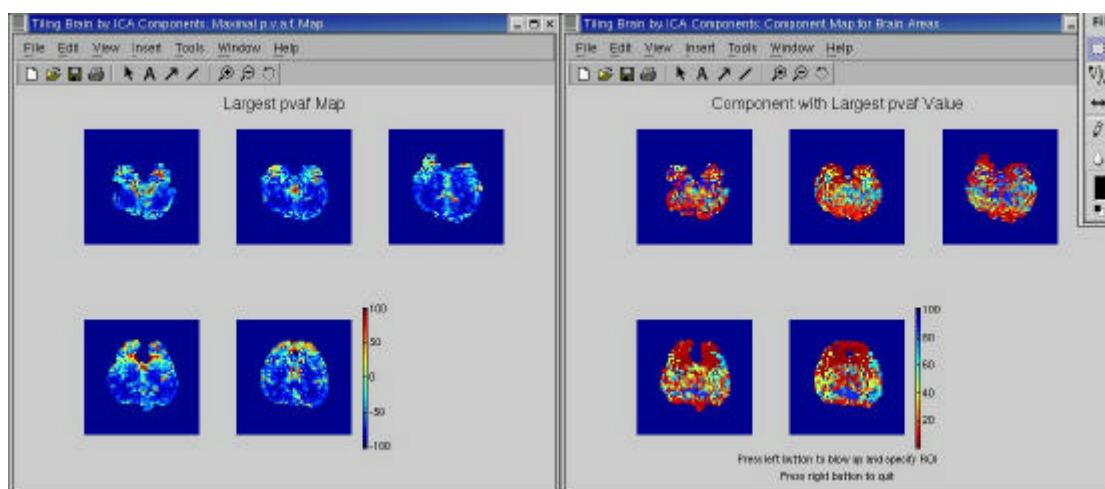 Tiling Brain by ICA Components: Maximal p.v.a.f. Map
File Edit View Insert Tools Window Help
Largest pvaf Map
100
50
0
-50
-100
Tiling Brain by ICA Components: Component Map for Brain Areas
File Edit View Insert Tools Window Help
Component with Largest pvaf Value
100
80
60
40
20
Press left button to blow up and specify ROI
Press right button to quit